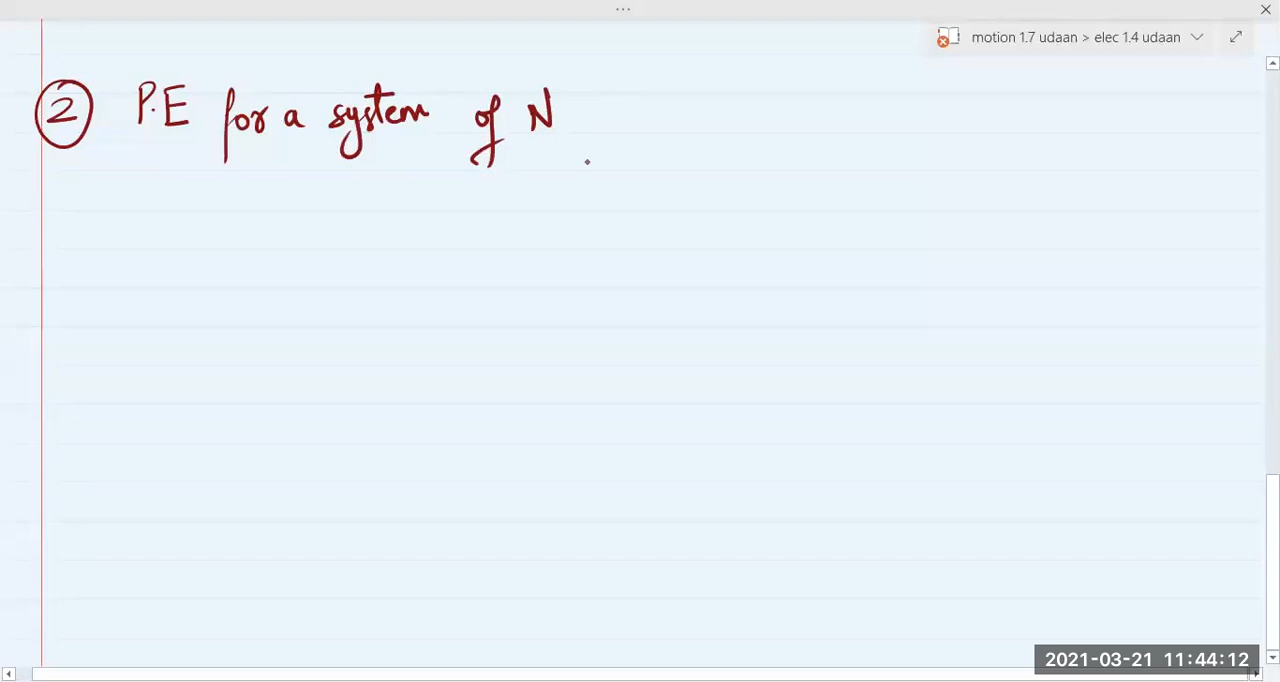 ...
motion 1.7 udaan > elec 1.4 udaan
2 P.E for a system of N
2021-03-21 11:44:12